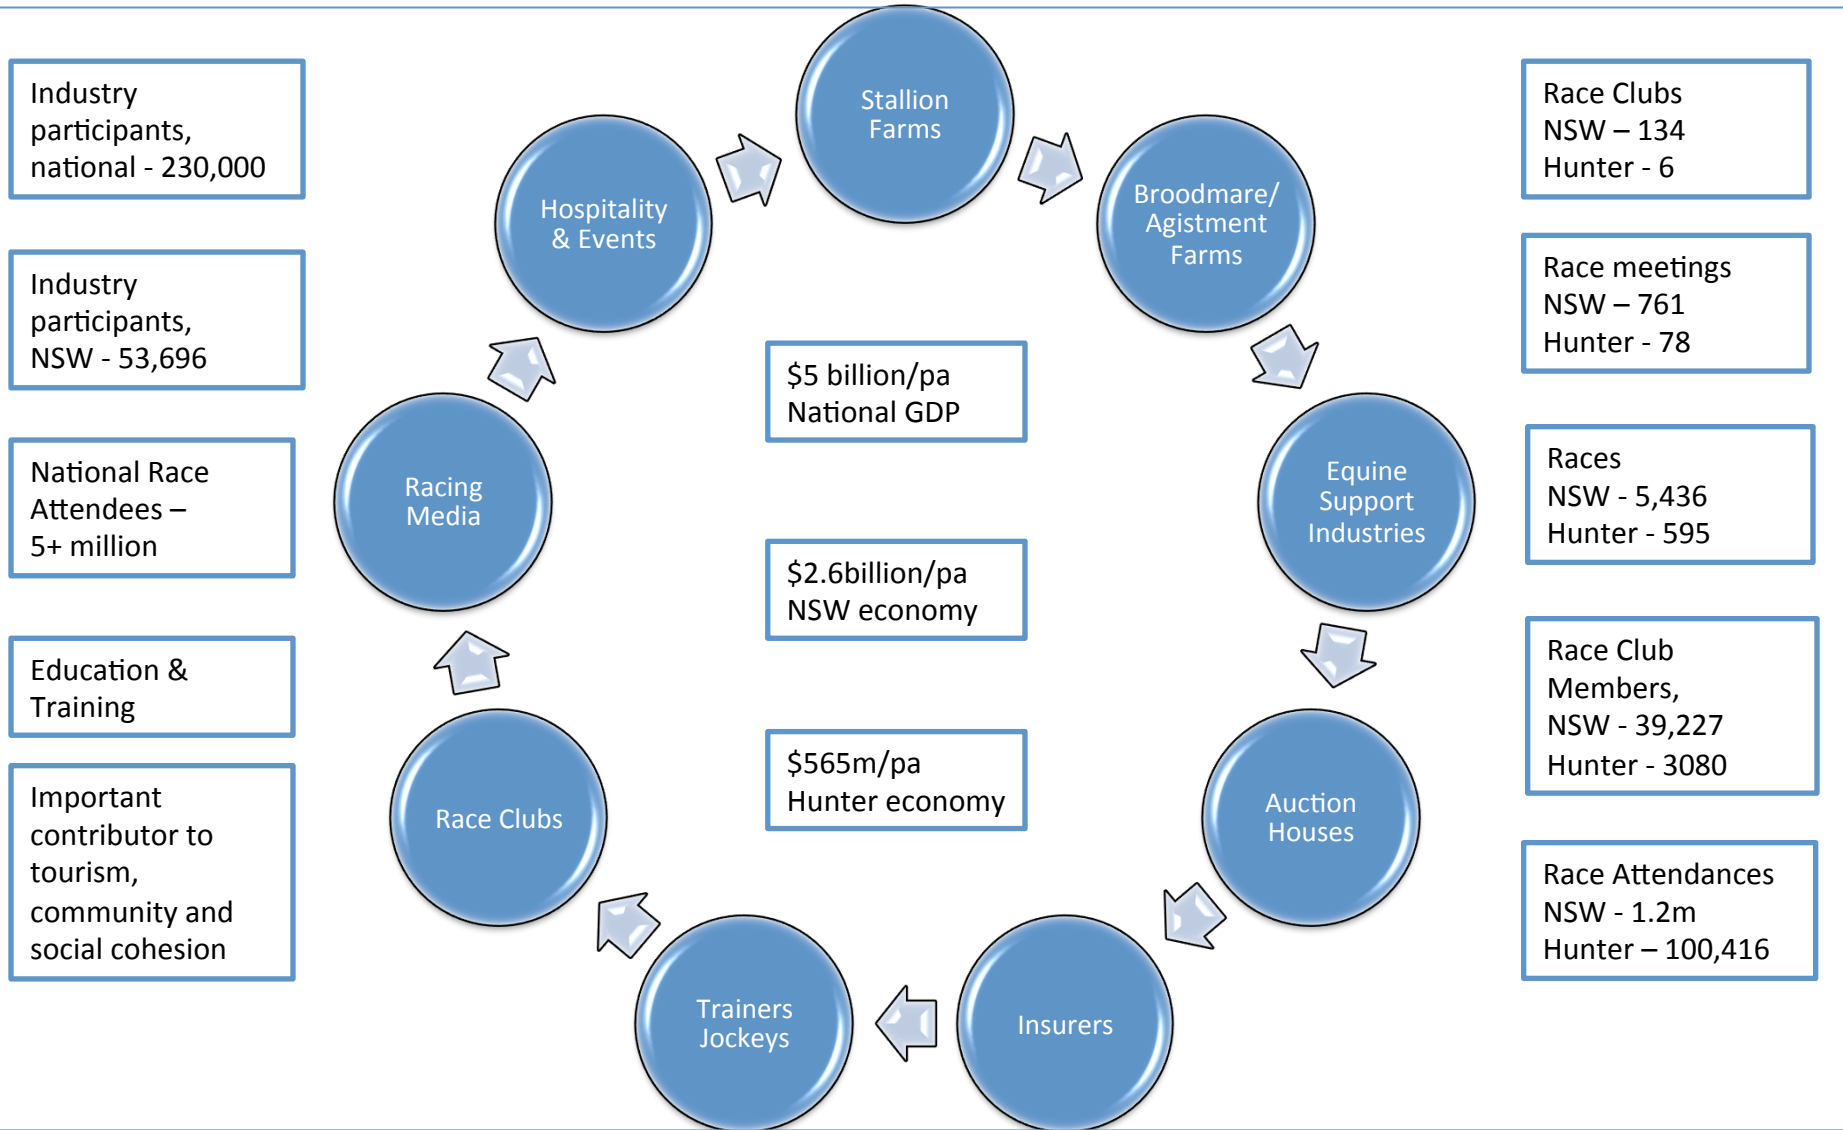 Industry
participants,
national - 230,000
Industry
participants,
NSW - 53,696
National Race
Attendees –
5+ million
Education &
Training
Important
contributor to
tourism,
community and
social cohesion
Stallion
Farms
Broodmare/
Agistment
Farms
Equine
Support
Industries
Auction
Houses
Insurers
Trainers
Jockeys
Race Clubs
Racing
Media
Hospitality
& Events
$5 billion/pa
National GDP
$2.6billion/pa
NSW economy
$565m/pa
Hunter economy
Race Clubs
NSW – 134
Hunter - 6
Race meetings
NSW – 761
Hunter - 78
Races
NSW - 5,436
Hunter - 595
Race Club
Members,
NSW - 39,227
Hunter - 3080
Race Attendances
NSW - 1.2m
Hunter – 100,416